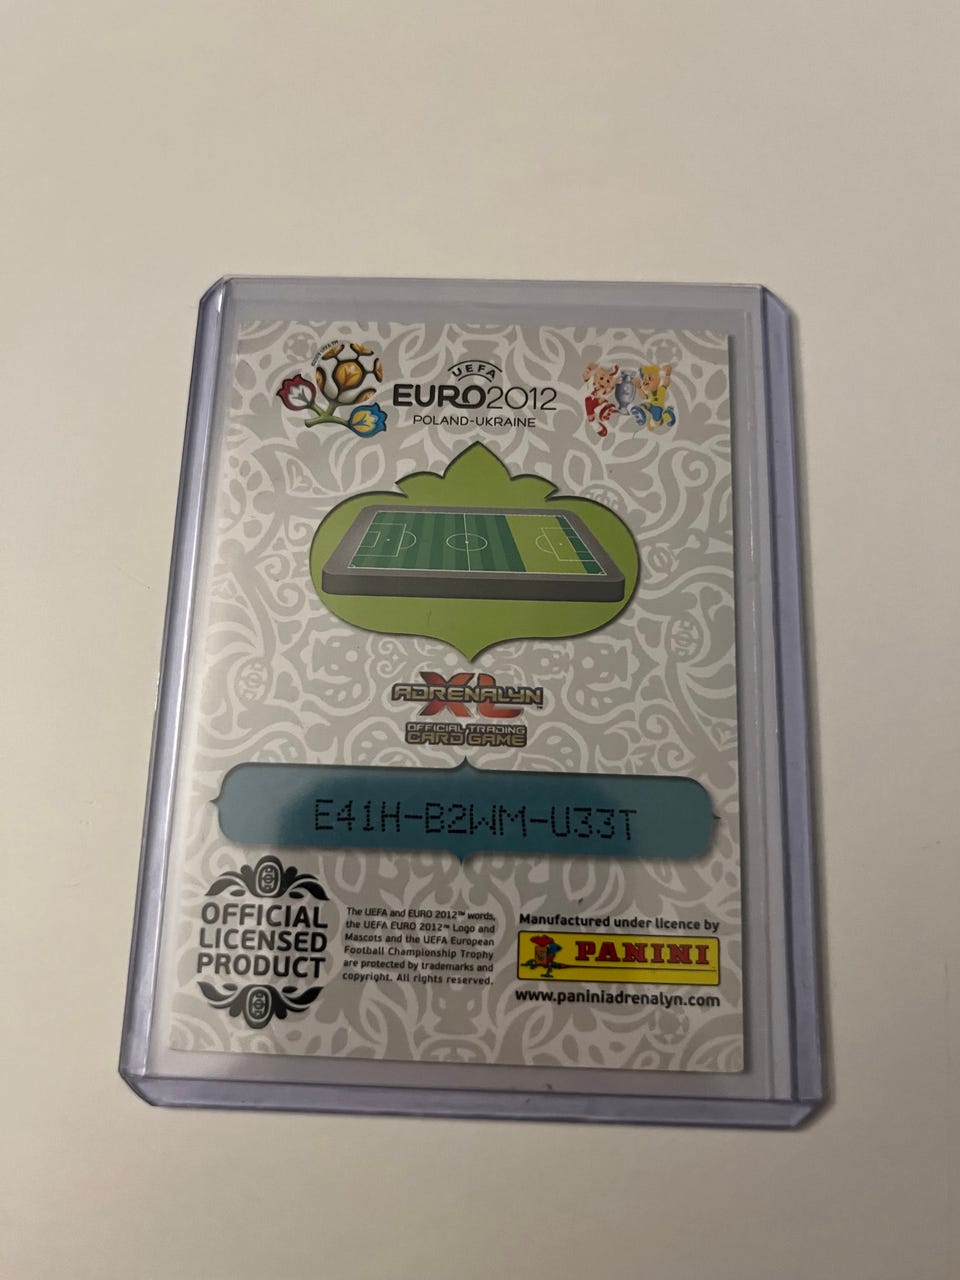 UEFA
EURO2012
POLAND-UKRAINE
ADRENALYN XL™
OFFICIAL TRADING
CARD GAME
E41H-B2WM-U33T
OFFICIAL
LICENSED
PRODUCT
The UEFA and EURO 2012™ words,
the UEFA EURO 2012™ Logo and
Mascots and the UEFA European
Football Championship Trophy
are protected by trademarks and
copyright. All rights reserved.
Manufactured under licence by
PANINI
www.paniniadrenalyn.com